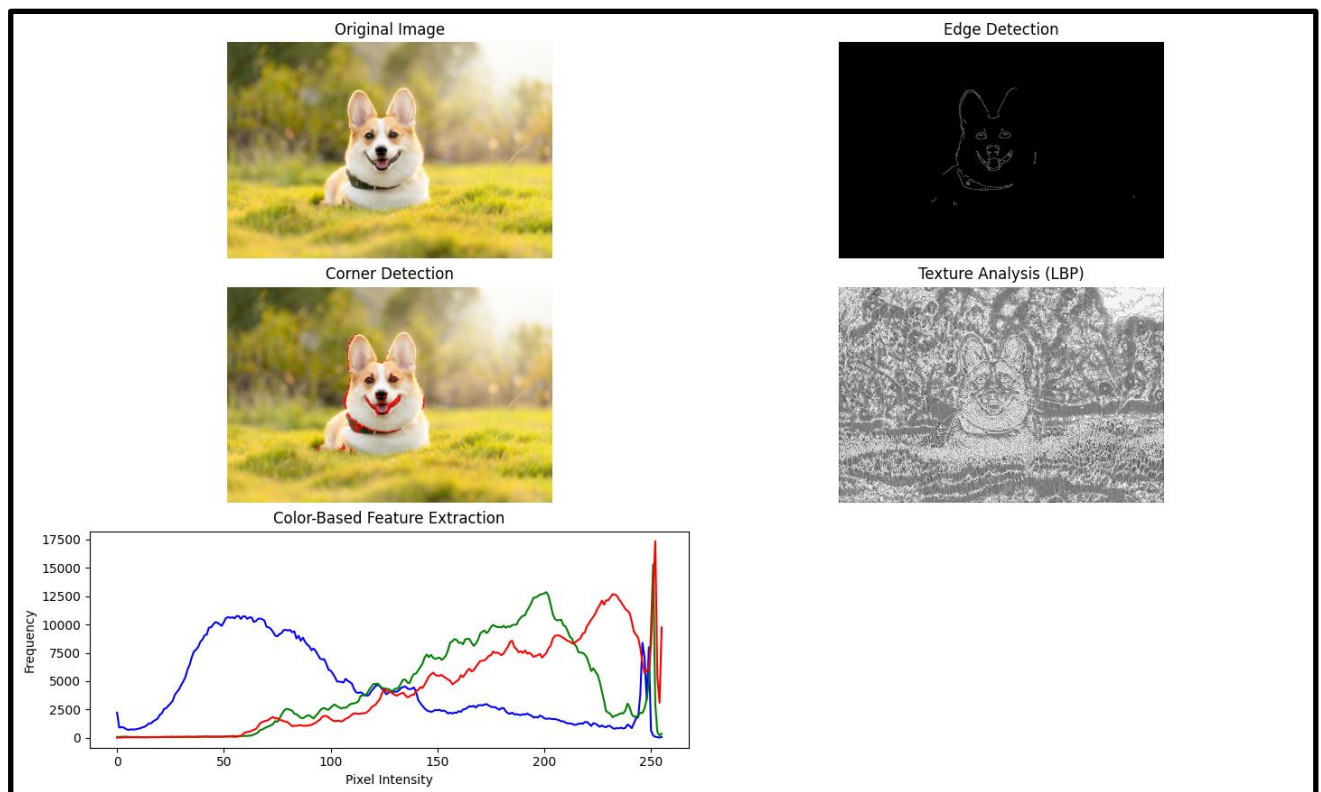 Original Image
Edge Detection
Corner Detection
Texture Analysis (LBP)
Color-Based Feature Extraction
17500
15000
12500
10000
7500
5000
2500
0
Frequency
0 50 100 150 200 250
Pixel Intensity